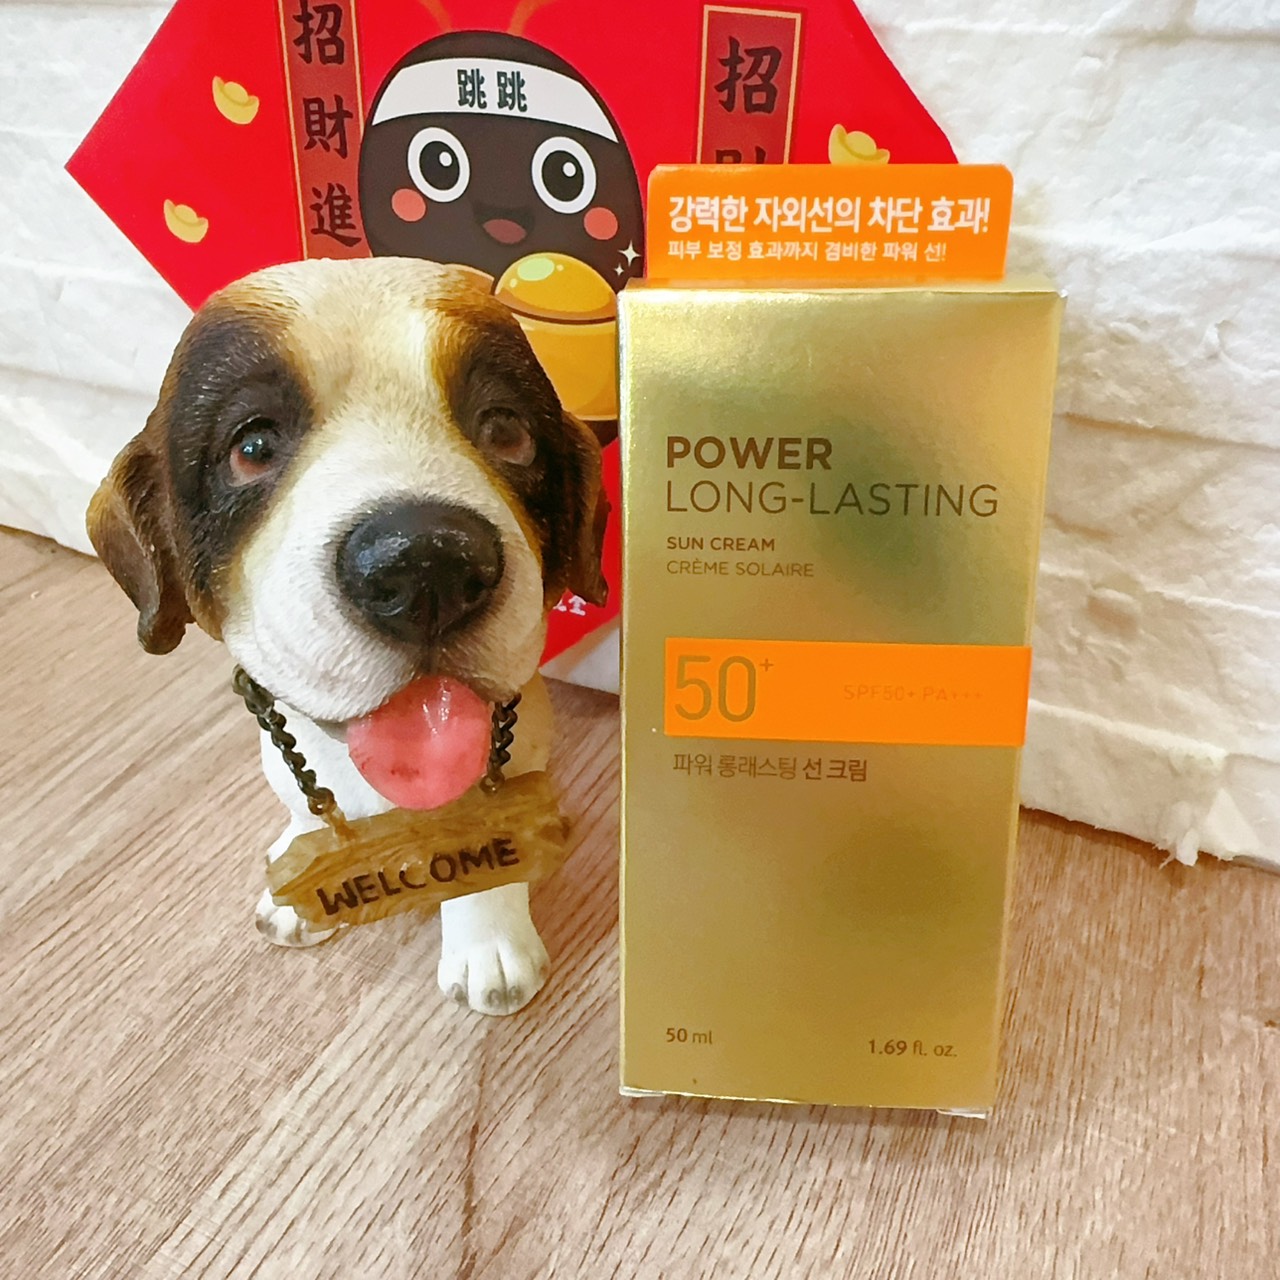 招財進
跳跳
招
강력한 자외선의 차단 효과!
피부 보정 효과까지 겸비한 파워 선!
POWER
LONG-LASTING
SUN CREAM
CRÈME SOLAIRE
50+
SPF50+ PA+++
파워 롱래스팅 선 크림
WELCOME
50 ml
1.69 fl. oz.